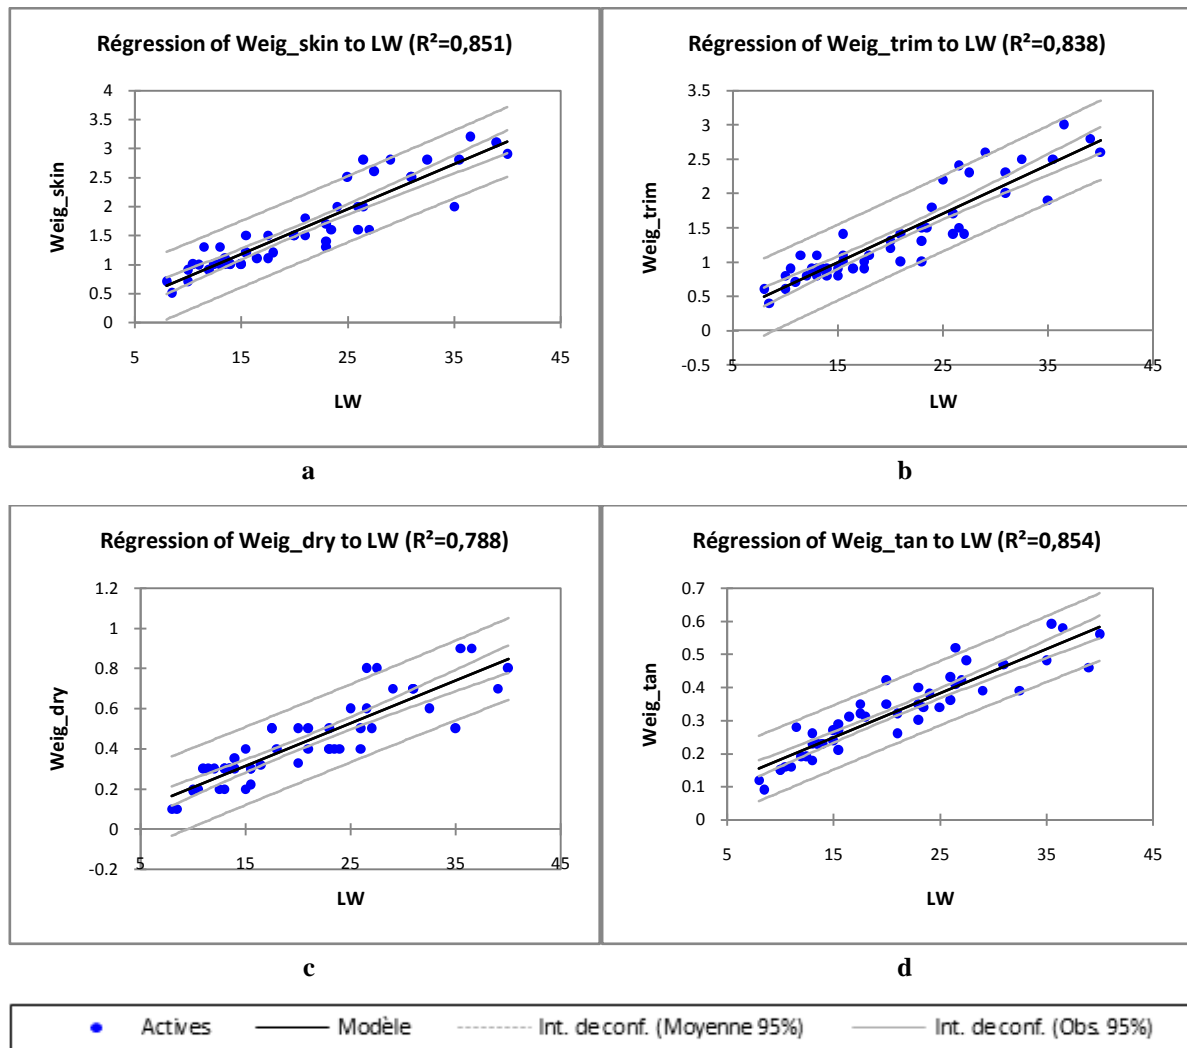 Régression of Weig_skin to LW (R²=0,851)
4
3.5
3
2.5
2
1.5
1
0.5
0
Weig_skin
5 15 25 35 45
LW
a
Régression of Weig_trim to LW (R²=0,838)
3.5
3
2.5
2
1.5
1
0.5
0
-0.5
Weig_trim
5 15 25 35 45
LW
b
Régression of Weig_dry to LW (R²=0,788)
1.2
1
0.8
0.6
0.4
0.2
0
-0.2
Weig_dry
5 15 25 35 45
LW
c
Régression of Weig_tan to LW (R²=0,854)
0.7
0.6
0.5
0.4
0.3
0.2
0.1
0
Weig_tan
5 15 25 35 45
LW
d
Actives Modèle Int. de conf. (Moyenne 95%) Int. de conf. (Obs. 95%)